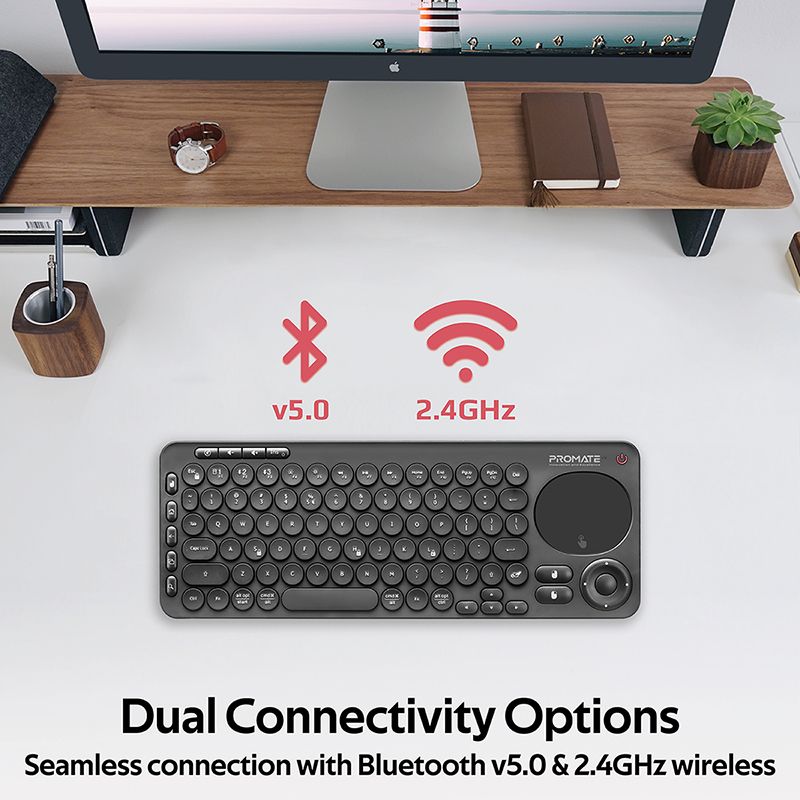 v5.0
2.4GHz
PROMATE
Dual Connectivity Options
Seamless connection with Bluetooth v5.0 & 2.4GHz wireless